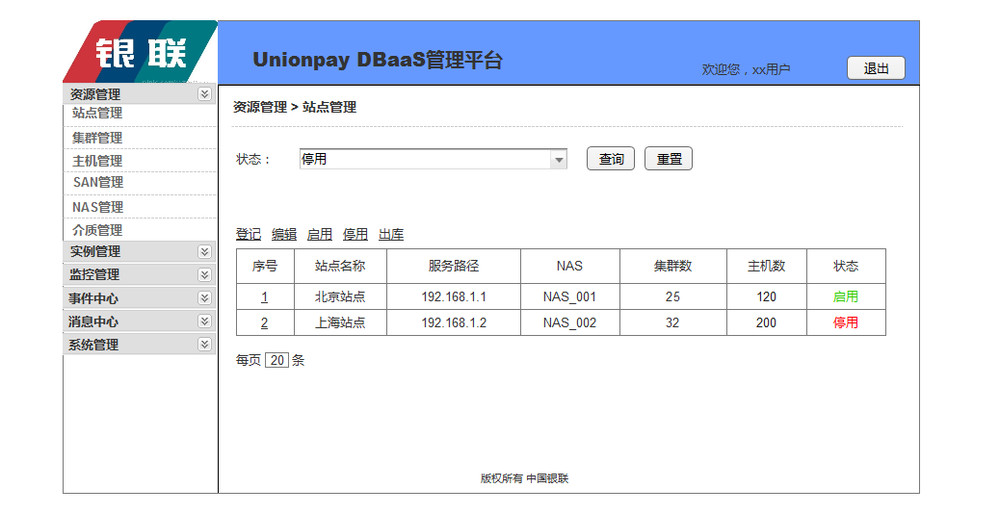 银联
Unionpay DBaaS管理平台
欢迎您，xx用户
退出
资源管理
站点管理
集群管理
主机管理
SAN管理
NAS管理
介质管理
实例管理
监控管理
事件中心
消息中心
系统管理
资源管理 > 站点管理
状态：
停用
查询 重置
登记 编辑 启用 停用 出库
序号 站点名称 服务路径 NAS 集群数 主机数 状态
1 北京站点 192.168.1.1 NAS_001 25 120 启用
2 上海站点 192.168.1.2 NAS_002 32 200 停用
每页 20 条
版权所有 中国银联